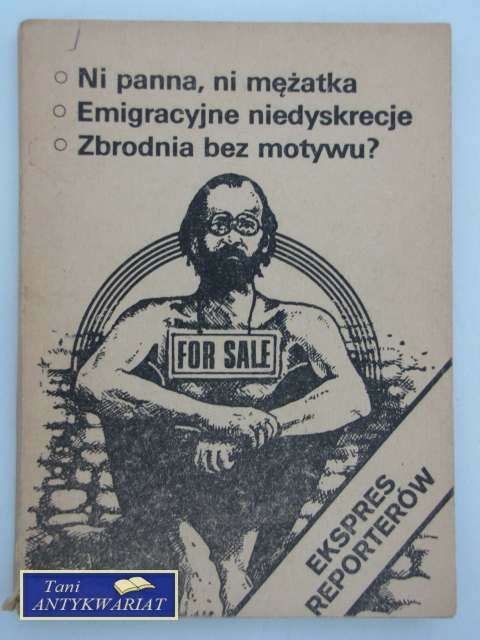 Ni panna, ni mężatka
Emigracyjne niedyskrecje
Zbrodnia bez motywu?
FOR SALE
EKSPRES
REPORTERÓW
Tani
ANTYKWARIAT